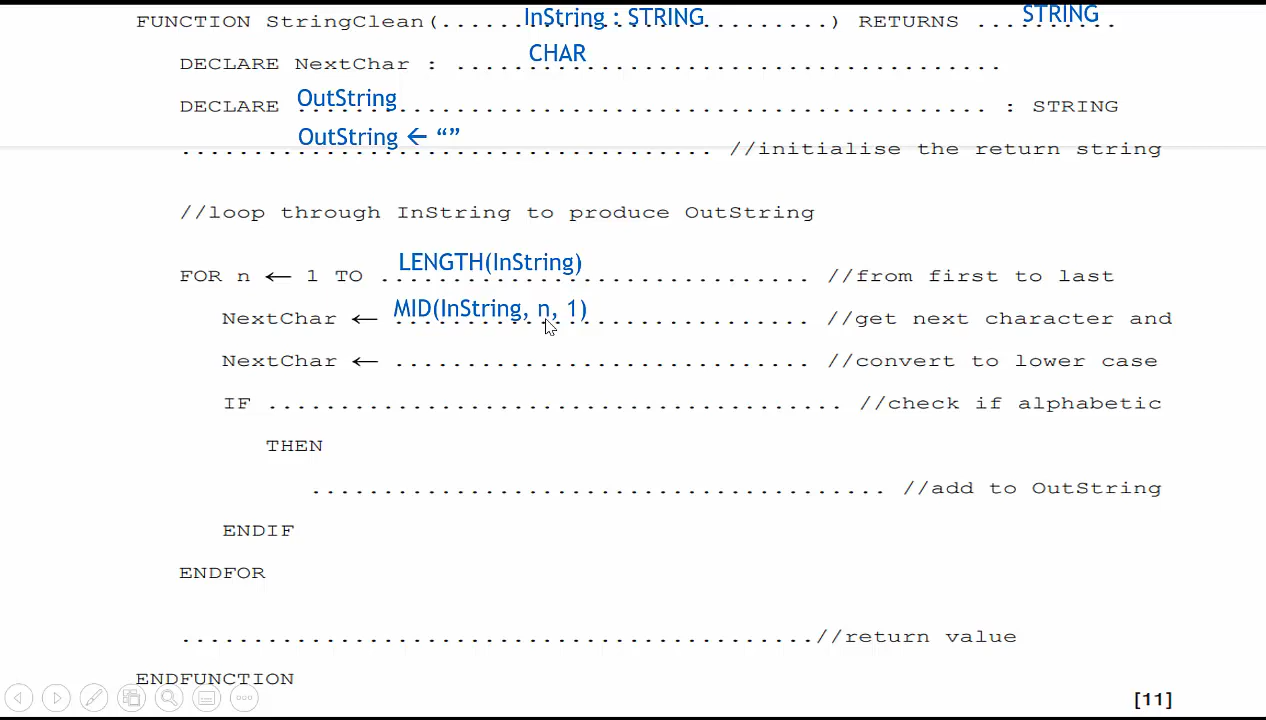 FUNCTION StringClean(....InString : STRING....) RETURNS ....STRING....
DECLARE NextChar : ....CHAR....
DECLARE OutString.... : STRING
OutString ← “”
.... //initialise the return string
//loop through InString to produce OutString
FOR n ← 1 TO ....LENGTH(InString).... //from first to last
NextChar ← MID(InString, n, 1).... //get next character and
NextChar ← .... //convert to lower case
IF .... //check if alphabetic
THEN
.... //add to OutString
ENDIF
ENDFOR
....//return value
ENDFUNCTION
[11]